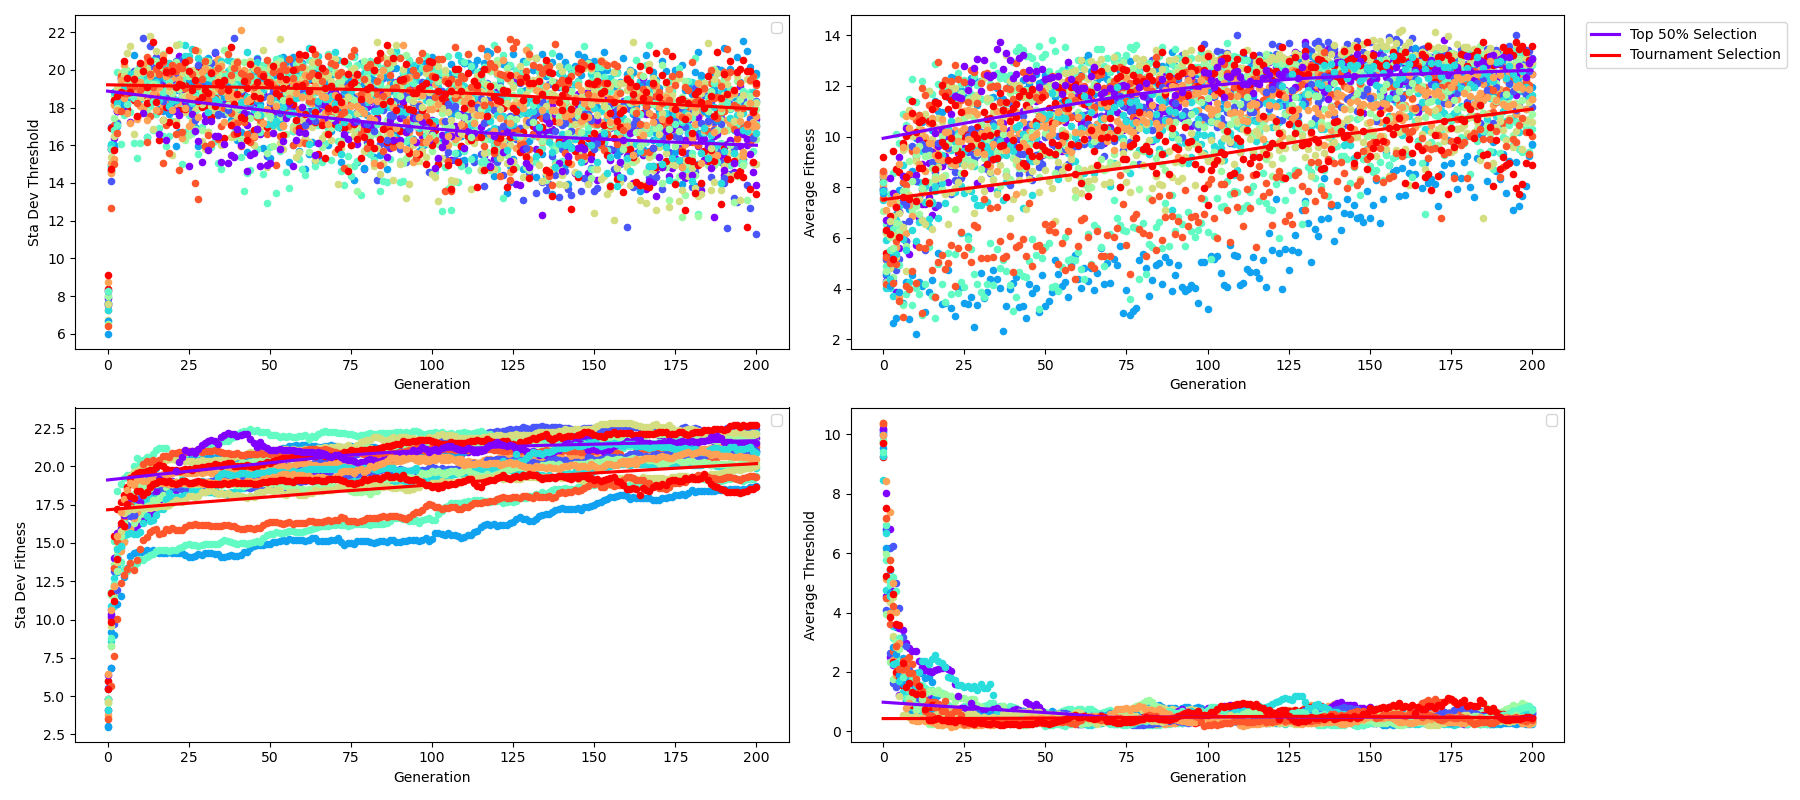 22
20
18
16
14
12
10
8
6
Sta Dev Threshold
0 25 50 75 100 125 150 175 200
Generation
14
12
10
8
6
4
2
Average Fitness
0 25 50 75 100 125 150 175 200
Generation
Top 50% Selection
Tournament Selection
22.5
20.0
17.5
15.0
12.5
10.0
7.5
5.0
2.5
Sta Dev Fitness
0 25 50 75 100 125 150 175 200
Generation
10
8
6
4
2
0
Average Threshold
0 25 50 75 100 125 150 175 200
Generation